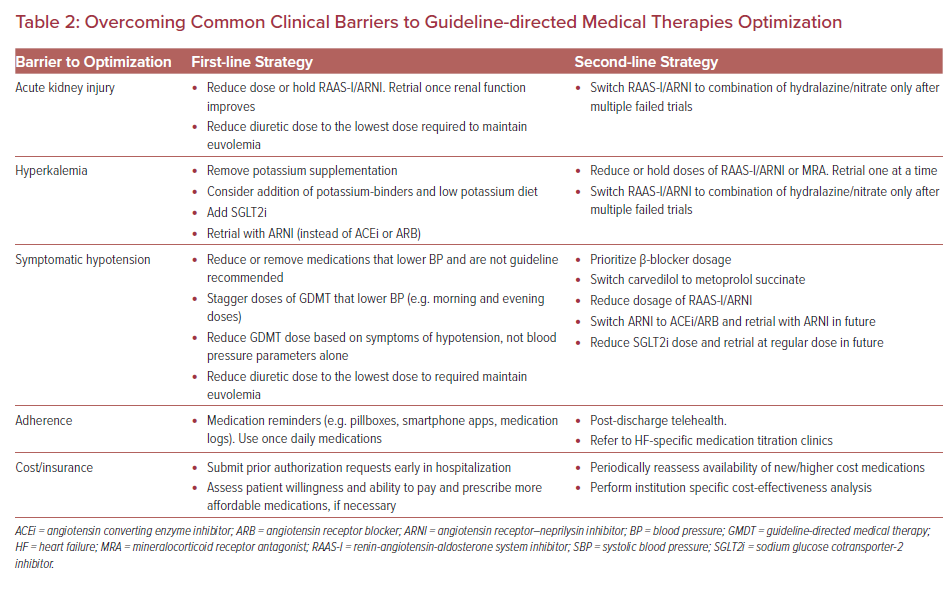 Table 2: Overcoming Common Clinical Barriers to Guideline-directed Medical Therapies Optimization
Barrier to Optimization First-line Strategy Second-line Strategy
Acute kidney injury
• Reduce dose or hold RAAS-I/ARNI. Retrial once renal function
improves
• Reduce diuretic dose to the lowest dose required to maintain
euvolemia
• Switch RAAS-I/ARNI to combination of hydralazine/nitrate only after
multiple failed trials
Hyperkalemia
• Remove potassium supplementation
• Consider addition of potassium-binders and low potassium diet
• Add SGLT2i
• Retrial with ARNI (instead of ACEi or ARB)
• Reduce or hold doses of RAAS-I/ARNI or MRA. Retrial one at a time
• Switch RAAS-I/ARNI to combination of hydralazine/nitrate only after
multiple failed trials
Symptomatic hypotension
• Reduce or remove medications that lower BP and are not guideline
recommended
• Stagger doses of GDMT that lower BP (e.g. morning and evening
doses)
• Reduce GDMT dose based on symptoms of hypotension, not blood
pressure parameters alone
• Reduce diuretic dose to the lowest dose to required maintain
euvolemia
• Prioritize β-blocker dosage
• Switch carvedilol to metoprolol succinate
• Reduce dosage of RAAS-I/ARNI
• Switch ARNI to ACEi/ARB and retrial with ARNI in future
• Reduce SGLT2i dose and retrial at regular dose in future
Adherence
• Medication reminders (e.g. pillboxes, smartphone apps, medication
logs). Use once daily medications
• Post-discharge telehealth.
• Refer to HF-specific medication titration clinics
Cost/insurance
• Submit prior authorization requests early in hospitalization
• Assess patient willingness and ability to pay and prescribe more
affordable medications, if necessary
• Periodically reassess availability of new/higher cost medications
• Perform institution specific cost-effectiveness analysis
ACEi = angiotensin converting enzyme inhibitor; ARB = angiotensin receptor blocker; ARNI = angiotensin receptor–neprilysin inhibitor; BP = blood pressure; GMDT = guideline-directed medical therapy;
HF = heart failure; MRA = mineralocorticoid receptor antagonist; RAAS-I = renin-angiotensin-aldosterone system inhibitor; SBP = systolic blood pressure; SGLT2i = sodium glucose cotransporter-2
inhibitor.